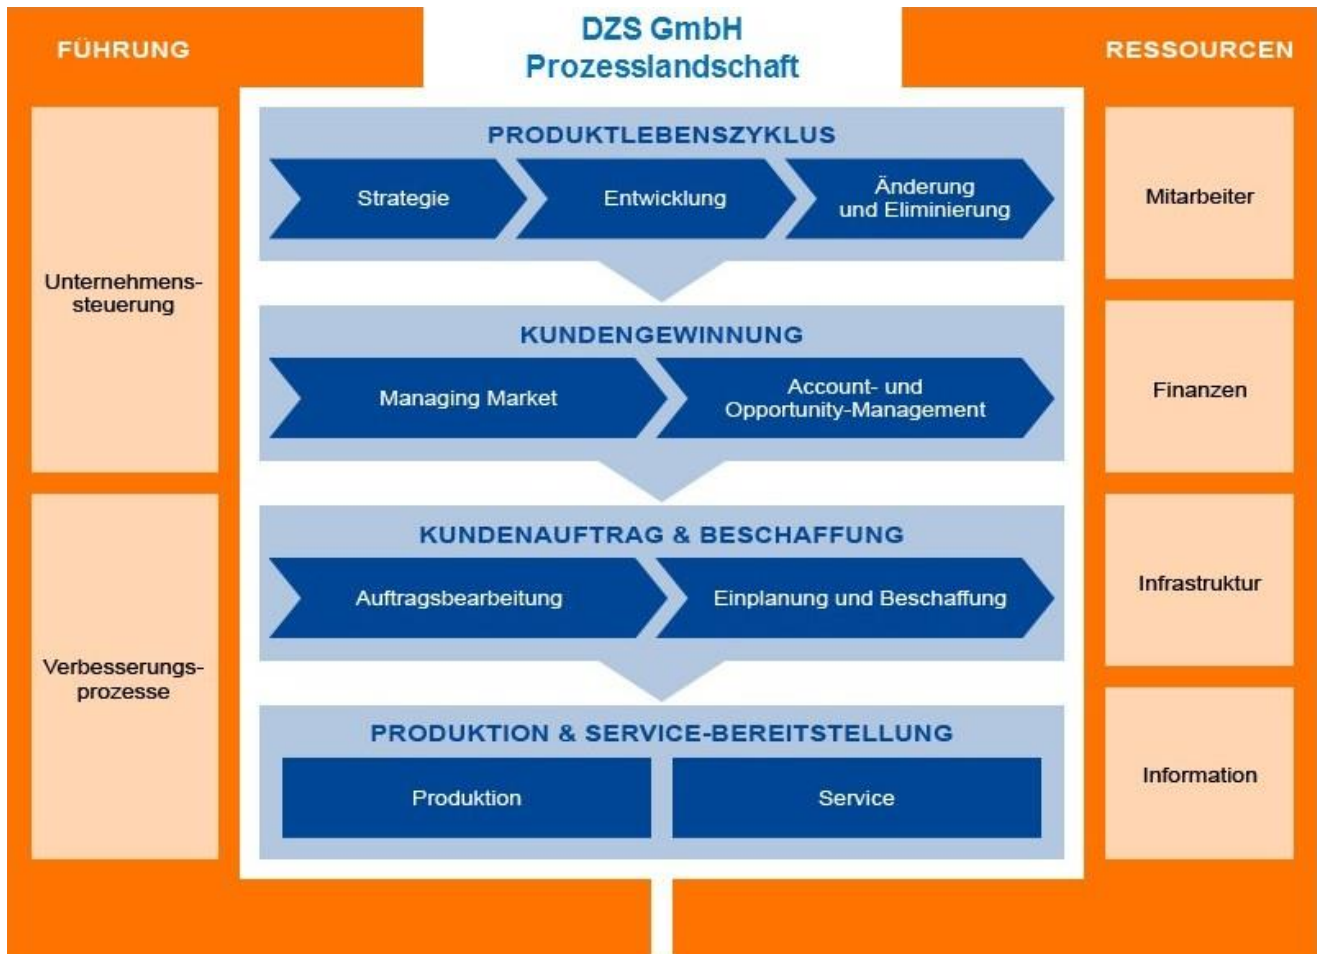 DZS GmbH
Prozesslandschaft
FÜHRUNG
Unternehmens-
steuerung
Verbesserungs-
prozesse
PRODUKTLEBENSZYKLUS
Strategie
Entwicklung
Änderung
und Eliminierung
KUNDENGEWINNUNG
Managing Market
Account- und
Opportunity-Management
KUNDENAUFTRAG & BESCHAFFUNG
Auftragsbearbeitung
Einplanung und Beschaffung
PRODUKTION & SERVICE-BEREITSTELLUNG
Produktion
Service
RESSOURCEN
Mitarbeiter
Finanzen
Infrastruktur
Information